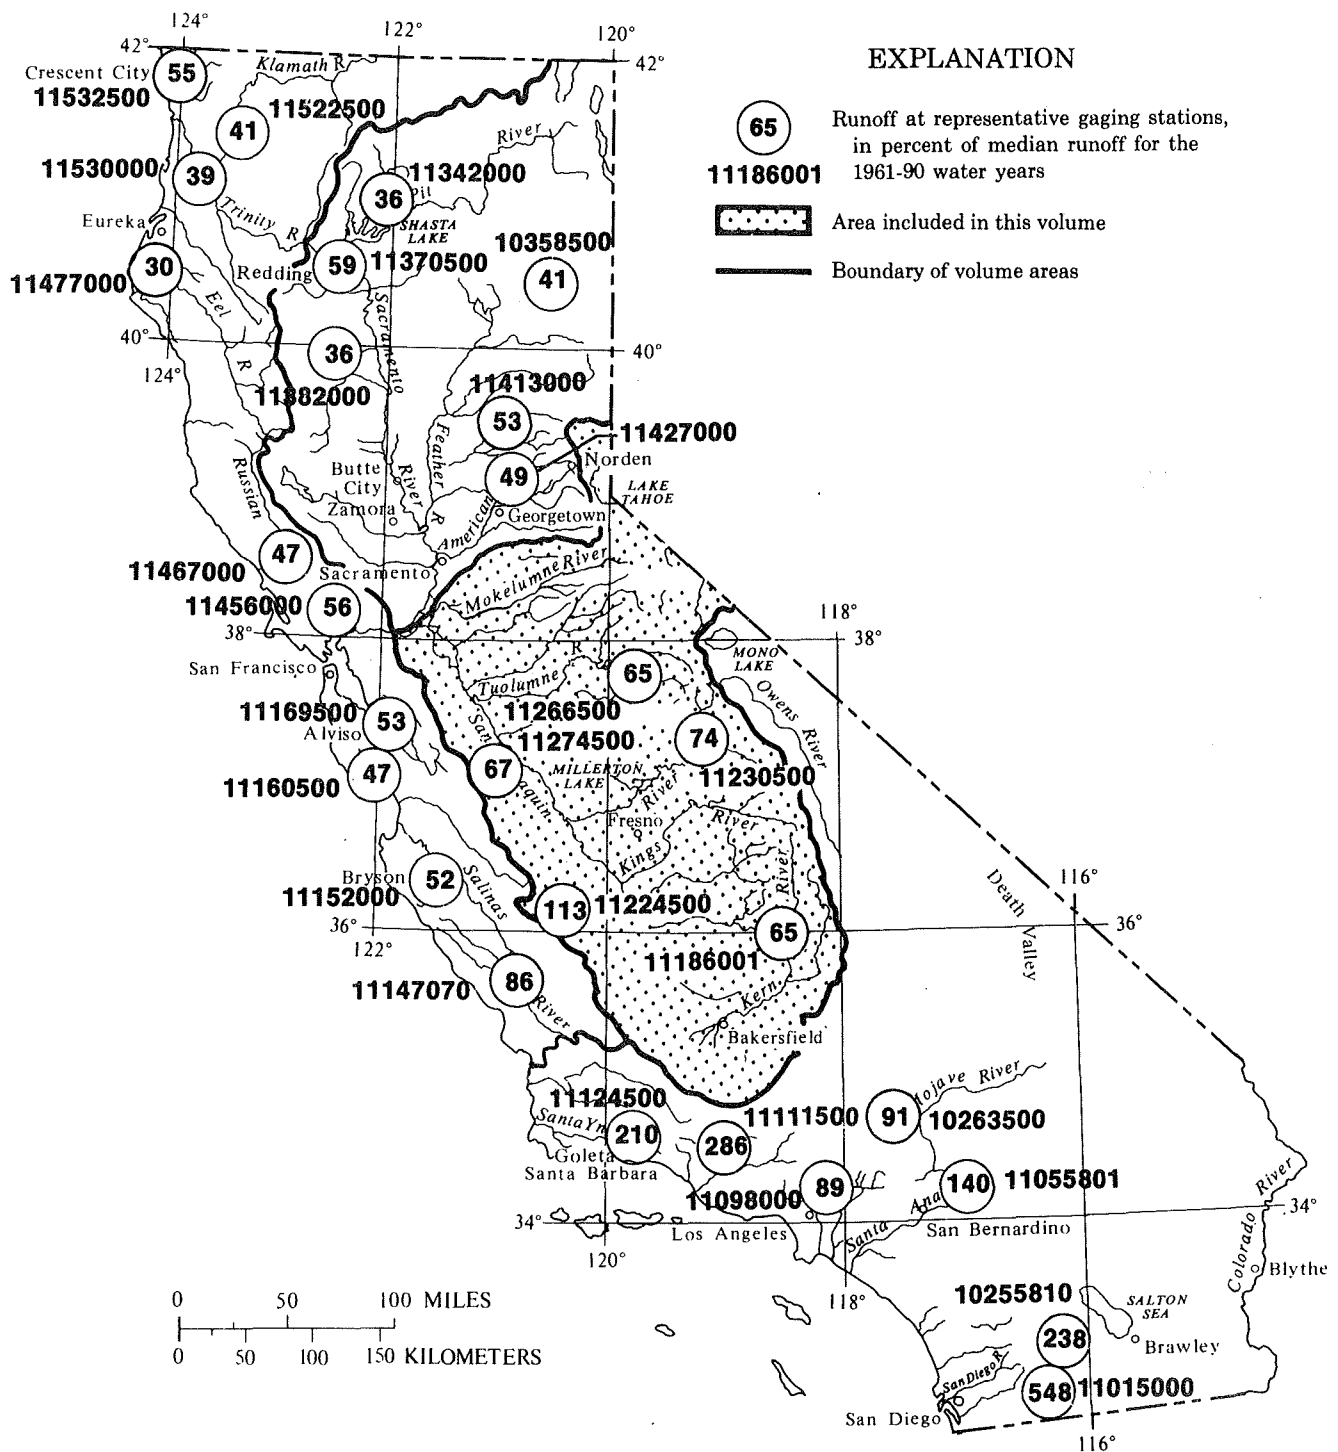 124°
122°
120°
42°
42°
EXPLANATION
Crescent City
55
11532500
Klamath R
11522500
41
65
11186001
Runoff at representative gaging stations,
in percent of median runoff for the
1961-90 water years
Area included in this volume
Boundary of volume areas
River
11530000
39
11342000
36
Pit
Trinity R
SHASTA
LAKE
Eureka
30
11477000
Redding
59
11370500
10358500
41
Eel
R
Sacramento
40°
40°
124°
36
11382000
11413000
53
11427000
Feather
R
49
Norden
LAKE
TAHOE
Butte
City
River
Zamora
American
Georgetown
Russian
47
11467000
Sacramento
11456000
56
Mokelumne River
118°
38°
38°
San Francisco
R
MONO
LAKE
Tuolumne
65
11266500
Owens River
11169500
53
Alviso
San
11274500
74
11230500
47
11160500
67
aquin
MILLERTON
LAKE
River
Fresno
River
Kings
River
Bryson
52
11152000
Salinas
113
11224500
65
11186001
Death Valley
116°
36°
36°
122°
86
11147070
River
Kern
Bakersfield
11124500
Santa Yn
210
Goleta
Santa Barbara
286
11111500
91
10263500
Mojave River
11098000
89
140
11055801
Santa Ana
San Bernardino
34°
34°
Los Angeles
120°
118°
Colorado River
Blythe
0 50 100 MILES
0 50 100 150 KILOMETERS
10255810
SALTON
SEA
238
Brawley
San Diego R
548
11015000
San Diego
116°